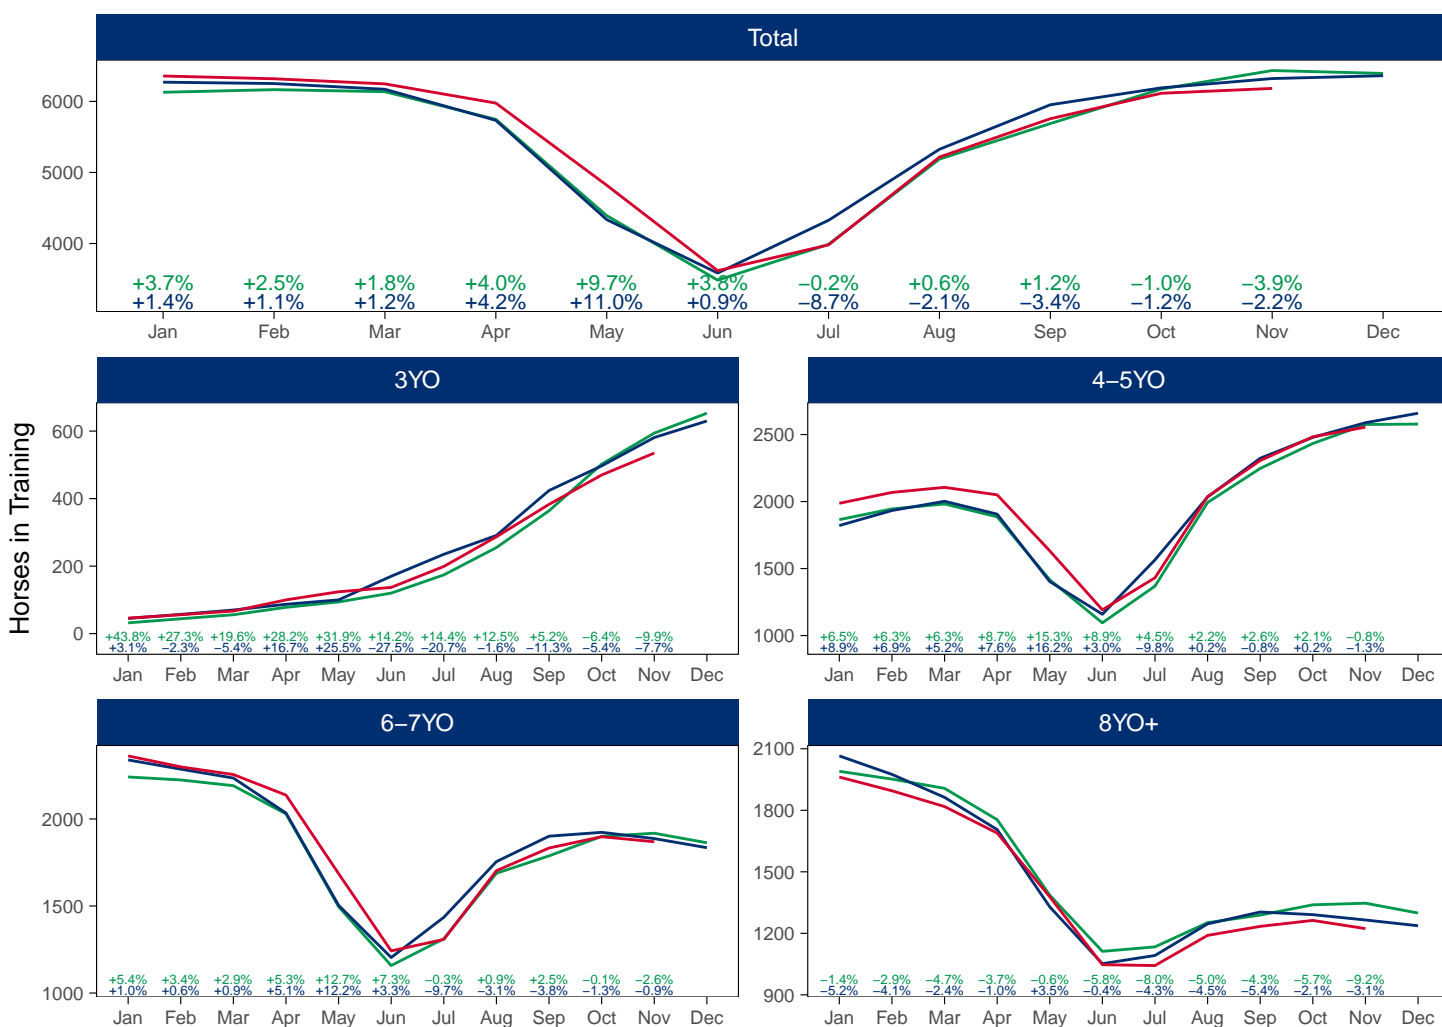 Total
6000
5000
4000
+3.7% +2.5% +1.8% +4.0% +9.7% +3.8% −0.2% +0.6% +1.2% −1.0% −3.9%
+1.4% +1.1% +1.2% +4.2% +11.0% +0.9% −8.7% −2.1% −3.4% −1.2% −2.2%
Jan Feb Mar Apr May Jun Jul Aug Sep Oct Nov Dec
Horses in Training
3YO
600
400
200
0
+43.8% +27.3% +19.6% +28.2% +31.9% +14.2% +14.4% +12.5% +5.2% −6.4% −9.9%
+3.1% −2.3% −5.4% +16.7% +25.5% −27.5% −20.7% −1.6% −11.3% −5.4% −7.7%
Jan Feb Mar Apr May Jun Jul Aug Sep Oct Nov Dec
4−5YO
2500
2000
1500
1000
+6.5% +6.3% +6.3% +8.7% +15.3% +8.9% +4.5% +2.2% +2.6% +2.1% −0.8%
+8.9% +6.9% +5.2% +7.6% +16.2% +3.0% −9.8% +0.2% −0.8% +0.2% −1.3%
Jan Feb Mar Apr May Jun Jul Aug Sep Oct Nov Dec
6−7YO
2000
1500
1000
+5.4% +3.4% +2.9% +5.3% +12.7% +7.3% −0.3% +0.9% +2.5% −0.1% −2.6%
+1.0% +0.6% +0.9% +5.1% +12.2% +3.3% −9.7% −3.1% −3.8% −1.3% −0.9%
Jan Feb Mar Apr May Jun Jul Aug Sep Oct Nov Dec
8YO+
2100
1800
1500
1200
900
−1.4% −2.9% −4.7% −3.7% −0.6% −5.8% −8.0% −5.0% −4.3% −5.7% −9.2%
−5.2% −4.1% −2.4% −1.0% +3.5% −0.4% −4.3% −4.5% −5.4% −2.1% −3.1%
Jan Feb Mar Apr May Jun Jul Aug Sep Oct Nov Dec